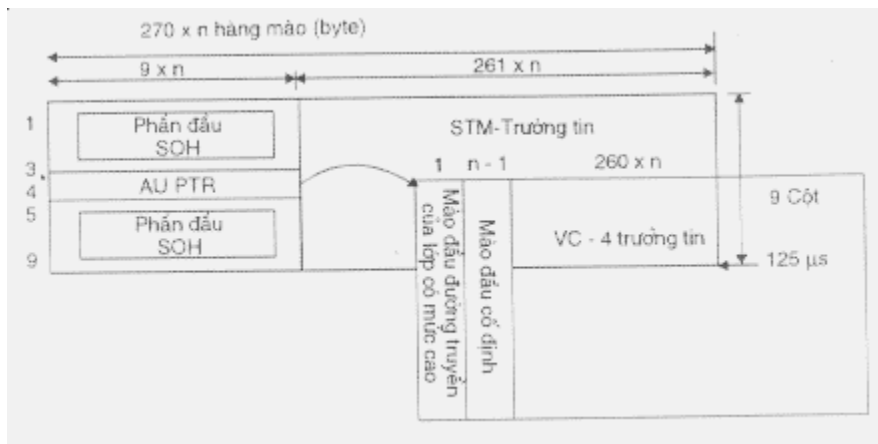 270 x n hàng mào (byte)
9 x n
261 x n
1
Phần đầu
SOH
STM-Trường tin
3
4
AU PTR
1
n - 1
260 x n
5
Phần đầu
SOH
9
Mào đầu đường truyền
của lớp có mức cao
Mào đầu cố định
VC - 4 trường tin
9 Cột
125 µs